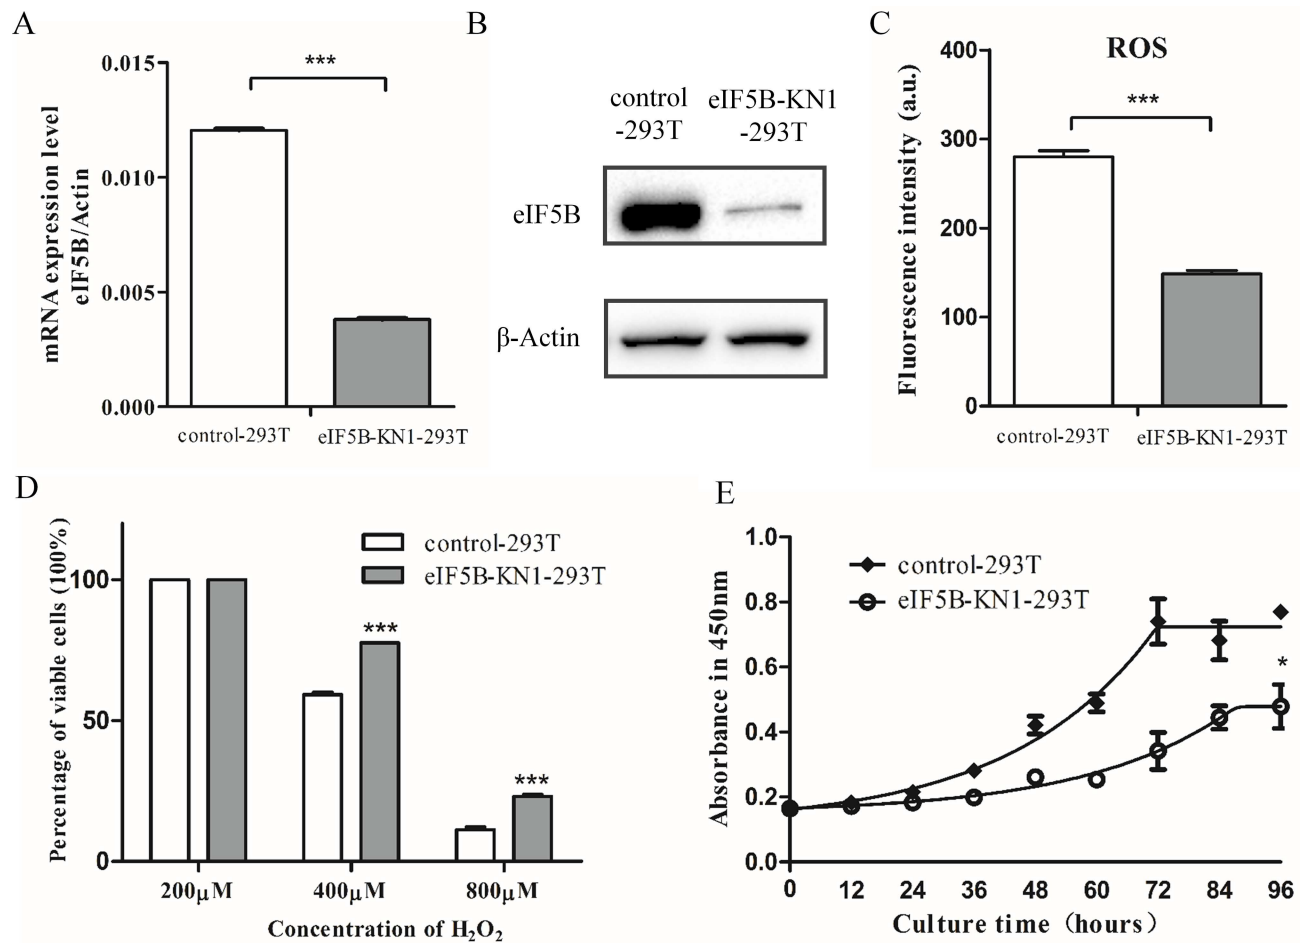 A
mRNA expression level
eIF5B/Actin
0.015
0.010
0.005
0.000
***
control-293T
eIF5B-KN1-293T
B
control
-293T
eIF5B-KN1
-293T
eIF5B
β-Actin
C
ROS
Fluorescence intensity (a.u.)
400
300
200
100
0
***
control-293T
eIF5B-KN1-293T
D
Percentage of viable cells (100%)
100
50
0
control-293T
eIF5B-KN1-293T
***
***
200μM
400μM
800μM
Concentration of H₂O₂
E
Absorbance in 450nm
1.0
0.8
0.6
0.4
0.2
0.0
control-293T
eIF5B-KN1-293T
*
0 12 24 36 48 60 72 84 96
Culture time (hours)